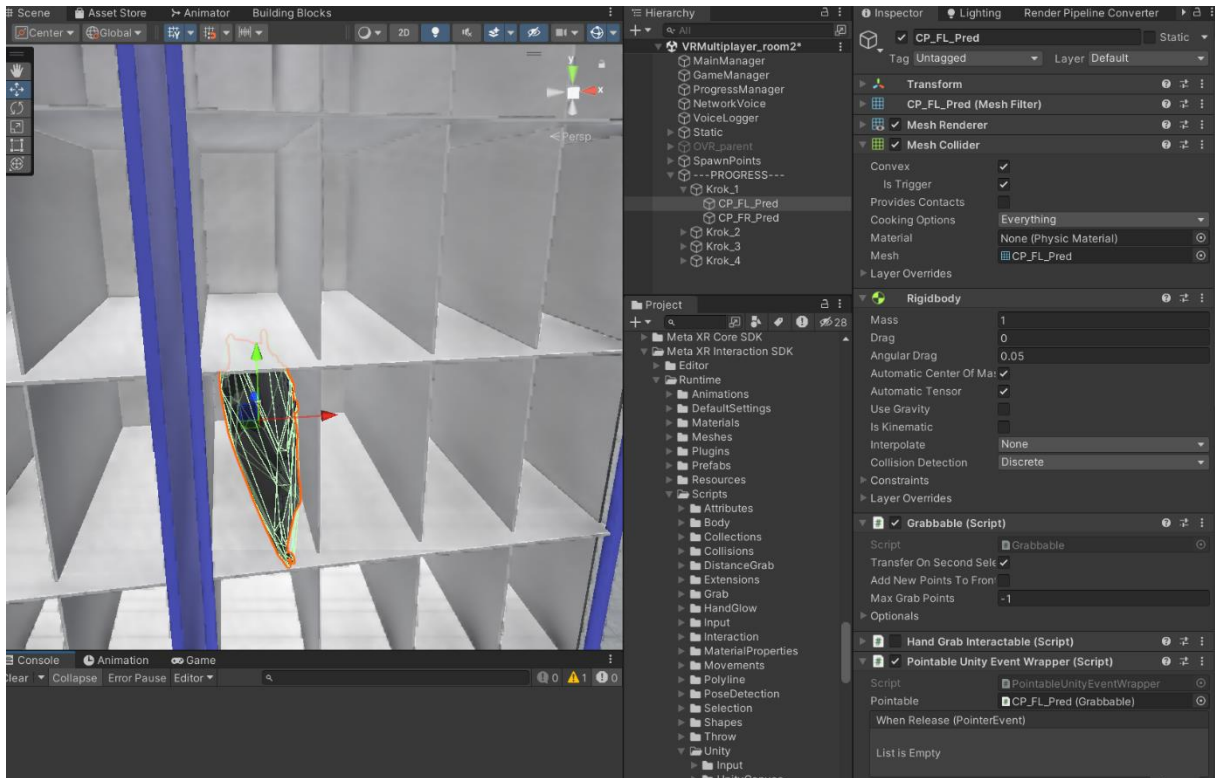 Scene Asset Store Animator Building Blocks
Center Global 2D
y
x
Persp
Console Animation Game
Clear Collapse Error Pause Editor 0 1 0
Hierarchy
All
VRMultiplayer_room2*
MainManager
GameManager
ProgressManager
NetworkVoice
VoiceLogger
Static
OVR_parent
SpawnPoints
---PROGRESS---
Krok_1
CP_FL_Pred
CP_FR_Pred
Krok_2
Krok_3
Krok_4
Project
28
Meta XR Core SDK
Meta XR Interaction SDK
Editor
Runtime
Animations
DefaultSettings
Materials
Meshes
Plugins
Prefabs
Resources
Scripts
Attributes
Body
Collections
Collisions
DistanceGrab
Extensions
Grab
HandGlow
Input
Interaction
MaterialProperties
Movements
Polyline
PoseDetection
Selection
Shapes
Throw
Unity
Input
Inspector Lighting Render Pipeline Converter
CP_FL_Pred Static
Tag Untagged Layer Default
Transform
CP_FL_Pred (Mesh Filter)
Mesh Renderer
Mesh Collider
Convex
Is Trigger
Provides Contacts
Cooking Options Everything
Material None (Physic Material)
Mesh CP_FL_Pred
Layer Overrides
Rigidbody
Mass 1
Drag 0
Angular Drag 0.05
Automatic Center Of Mas
Automatic Tensor
Use Gravity
Is Kinematic
Interpolate None
Collision Detection Discrete
Constraints
Layer Overrides
Grabbable (Script)
Script Grabbable
Transfer On Second Sele
Add New Points To Fron
Max Grab Points -1
Optionals
Hand Grab Interactable (Script)
Pointable Unity Event Wrapper (Script)
Script PointableUnityEventWrapper
Pointable CP_FL_Pred (Grabbable)
When Release (PointerEvent)
List is Empty